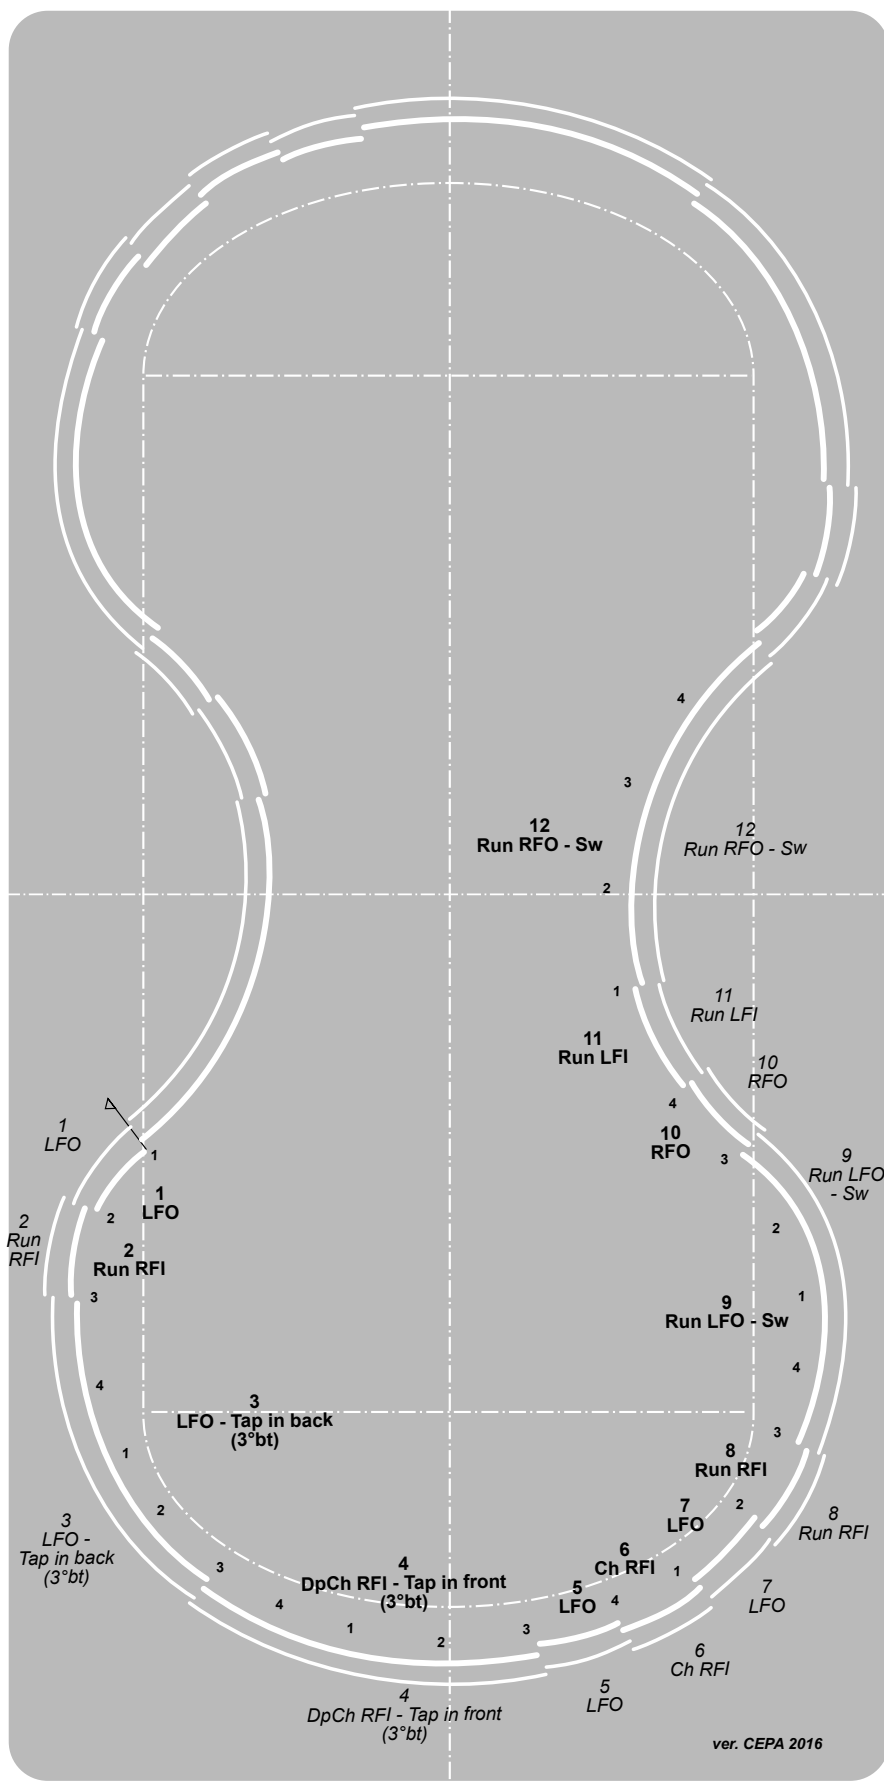 4
3
12
Run RFO - Sw
12
Run RFO - Sw
2
1
11
Run LFI
11
Run LFI
10
RFO
4
10
RFO
3
9
Run LFO
- Sw
1
LFO
1
1
LFO
2
2
Run
RFI
2
Run RFI
3
2
1
9
Run LFO - Sw
4
4
3
LFO - Tap in back
(3°bt)
1
3
8
Run RFI
2
2
7
LFO
8
Run RFI
3
LFO -
Tap in back
(3°bt)
3
4
DpCh RFI - Tap in front
(3°bt)
6
Ch RFI
1
5
LFO
4
7
LFO
4
1
2
3
6
Ch RFI
5
LFO
4
DpCh RFI - Tap in front
(3°bt)
ver. CEPA 2016